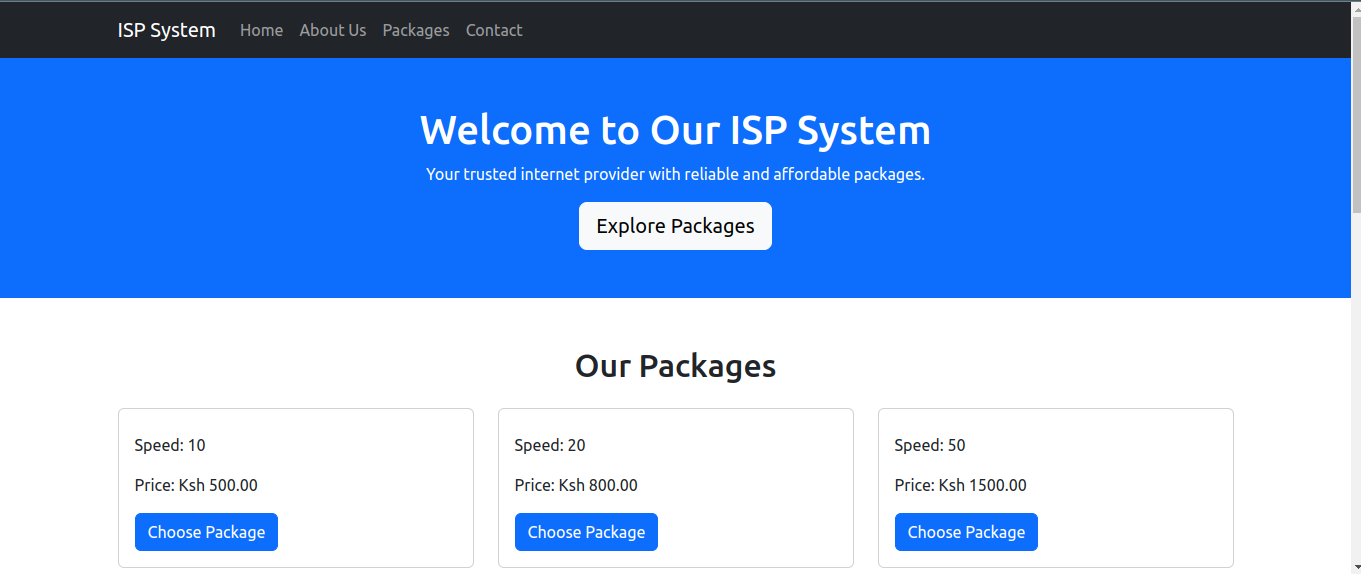 ISP System Home About Us Packages Contact
Welcome to Our ISP System
Your trusted internet provider with reliable and affordable packages.
Explore Packages
Our Packages
Speed: 10
Price: Ksh 500.00
Choose Package
Speed: 20
Price: Ksh 800.00
Choose Package
Speed: 50
Price: Ksh 1500.00
Choose Package